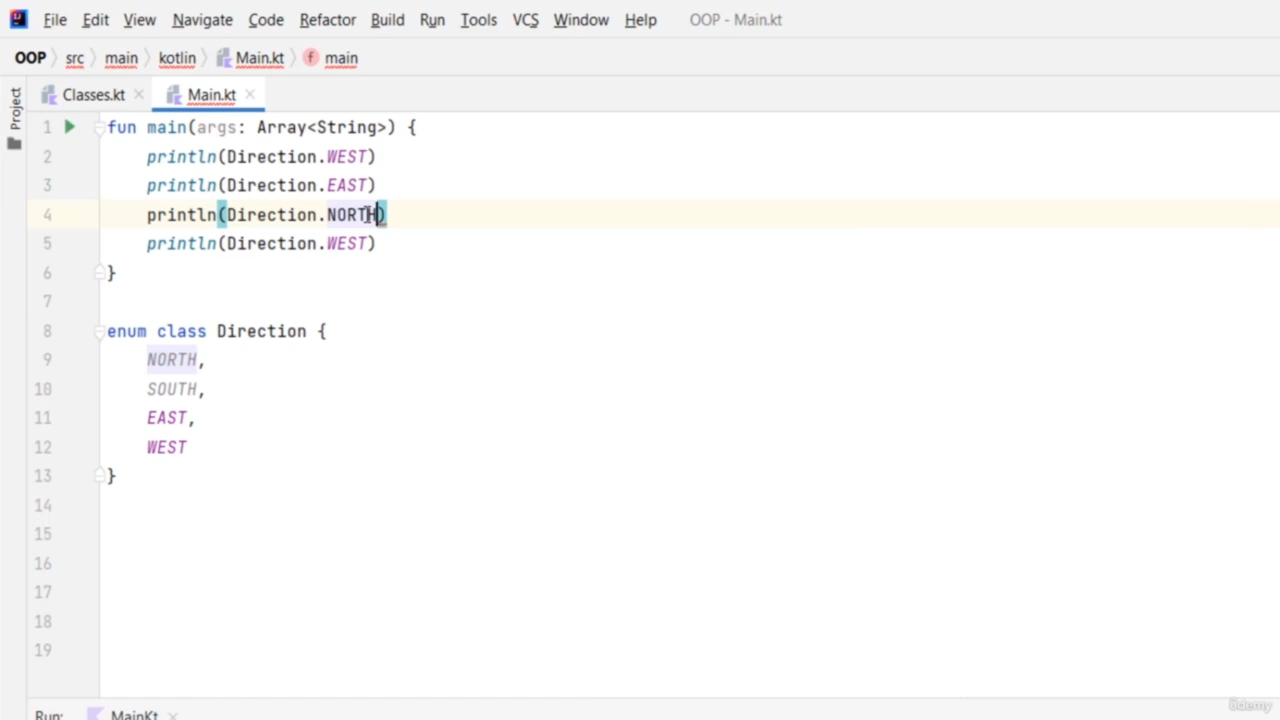 File Edit View Navigate Code Refactor Build Run Tools VCS Window Help OOP - Main.kt
OOP src main kotlin Main.kt main
Project
Classes.kt Main.kt
1 fun main(args: Array<String>) {
2 println(Direction.WEST)
3 println(Direction.EAST)
4 println(Direction.NORTH)
5 println(Direction.WEST)
6 }
7
8 enum class Direction {
9 NORTH,
10 SOUTH,
11 EAST,
12 WEST
13 }
14
15
16
17
18
19
Run: MainKt
ûdemy